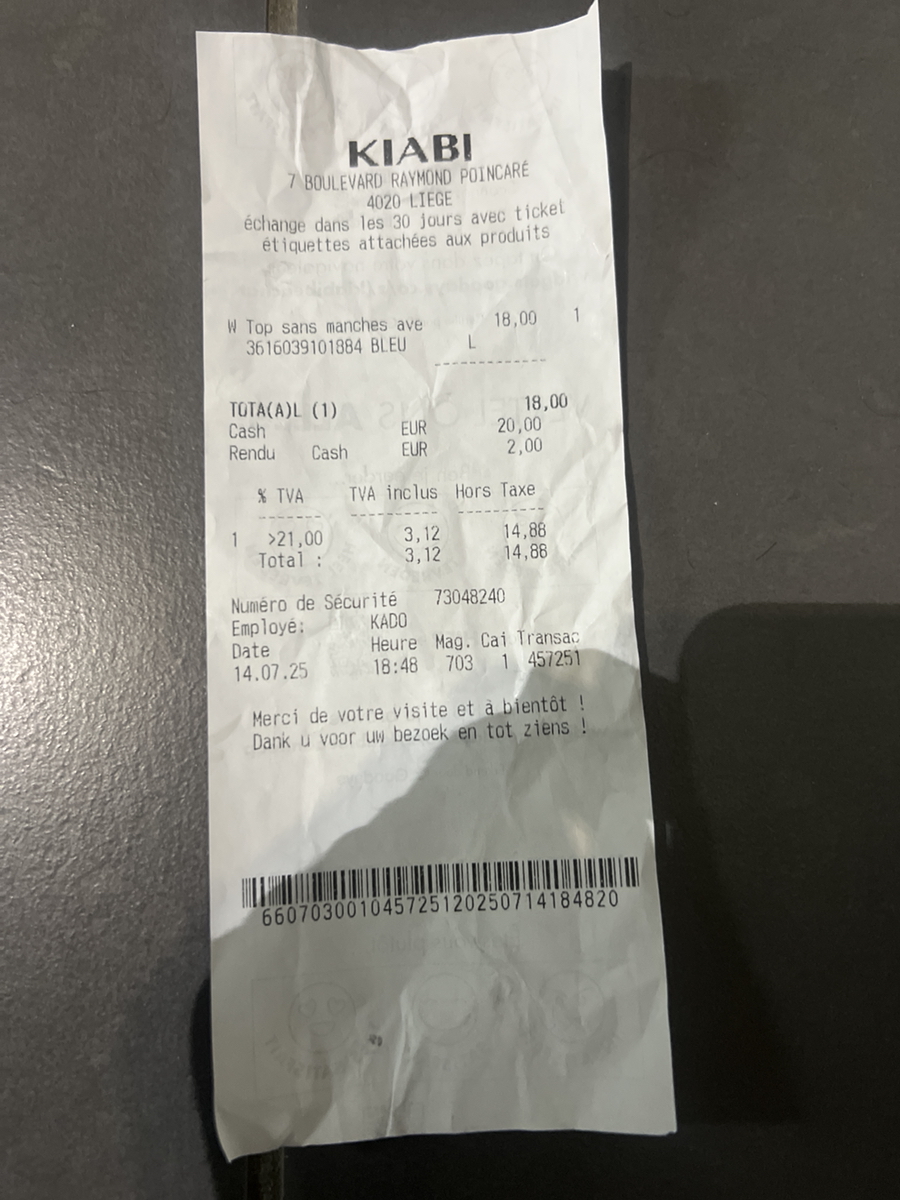 KIABI
7 BOULEVARD RAYMOND POINCARÉ
4020 LIEGE
échange dans les 30 jours avec ticket
étiquettes attachées aux produits
W Top sans manches ave 18,00 1
3616039101884 BLEU L
TOTA(A)L (1) 18,00
Cash EUR 20,00
Rendu Cash EUR 2,00
% TVA TVA inclus Hors Taxe
1 >21,00 3,12 14,88
Total : 3,12 14,88
Numéro de Sécurité 73048240
Employé: KADO
Date Heure Mag. Cai Transac
14.07.25 18:48 703 1 457251
Merci de votre visite et à bientôt !
Dank u voor uw bezoek en tot ziens !
660703001045725120250714184820